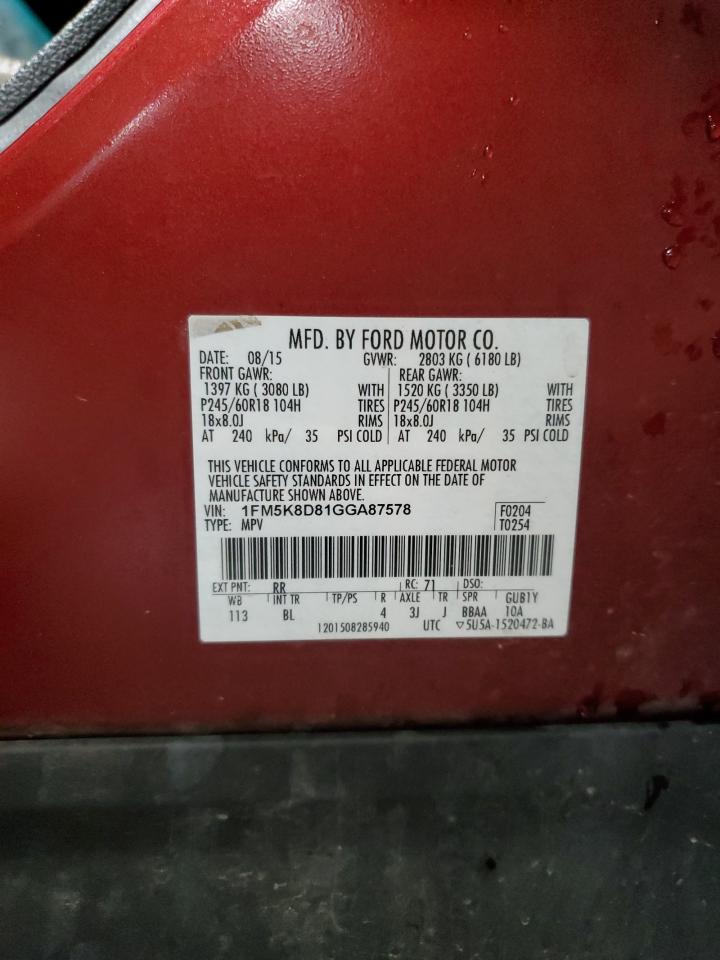 MFD. BY FORD MOTOR CO.
DATE: 08/15 GVWR: 2803 KG ( 6180 LB)
FRONT GAWR: REAR GAWR:
1397 KG ( 3080 LB) WITH 1520 KG ( 3350 LB) WITH
P245/60R18 104H TIRES P245/60R18 104H TIRES
18x8.0J RIMS 18x8.0J RIMS
AT 240 kPa/ 35 PSI COLD AT 240 kPa/ 35 PSI COLD
THIS VEHICLE CONFORMS TO ALL APPLICABLE FEDERAL MOTOR
VEHICLE SAFETY STANDARDS IN EFFECT ON THE DATE OF
MANUFACTURE SHOWN ABOVE.
VIN: 1FM5K8D81GGA87578 F0204
TYPE: MPV T0254
EXT PNT: RR RC: 71 DSO:
WB INT TR TP/PS R AXLE TR SPR GUB1Y
113 BL 4 3J J BBAA 10A
1201508285940 UTC ▽5U5A-1520472-BA